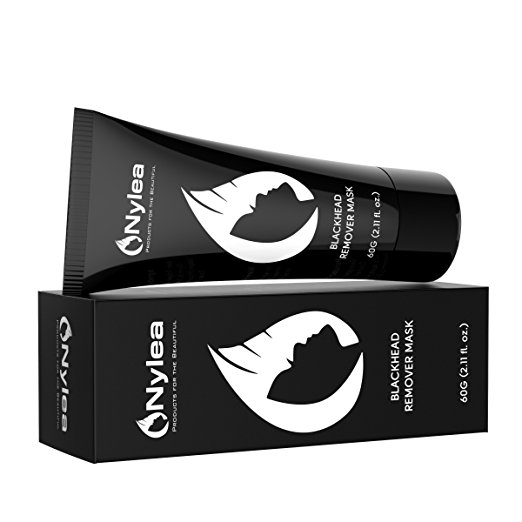 Nylea
PRODUCTS FOR THE BEAUTIFUL
BLACKHEAD
REMOVER MASK
60G (2.11 fl. oz.)
Nylea
PRODUCTS FOR THE BEAUTIFUL
Nylea
PRODUCTS FOR THE BEAUTIFUL
BLACKHEAD
REMOVER MASK
60G (2.11 fl. oz.)